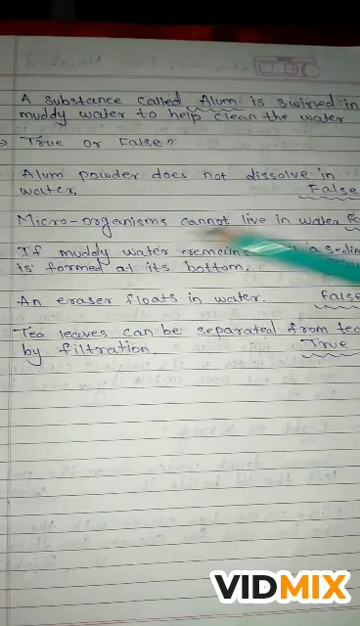 A substance called Alum is swirled in
muddy water to help clean the water
True or False"
Alum powder does not dissolve in
water. False
Micro-organisms cannot live in water
If muddy water remains a sedim
is formed at its bottom.
An eraser floats in water. false
Tea leaves can be separated from tea
by filtration. True
VIDMIX